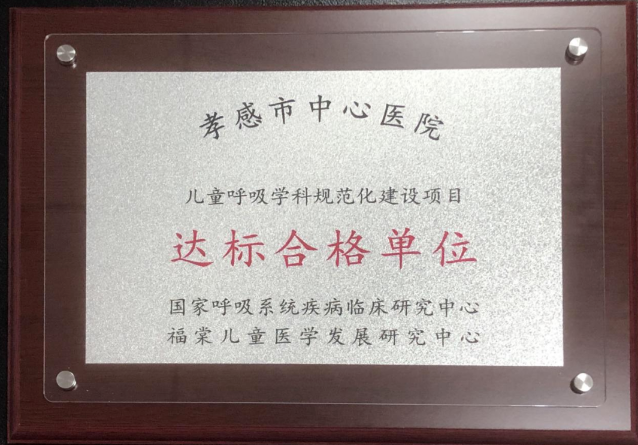 孝感市中心医院
儿童呼吸学科规范化建设项目
达标合格单位
国家呼吸系统疾病临床研究中心
福棠儿童医学发展研究中心